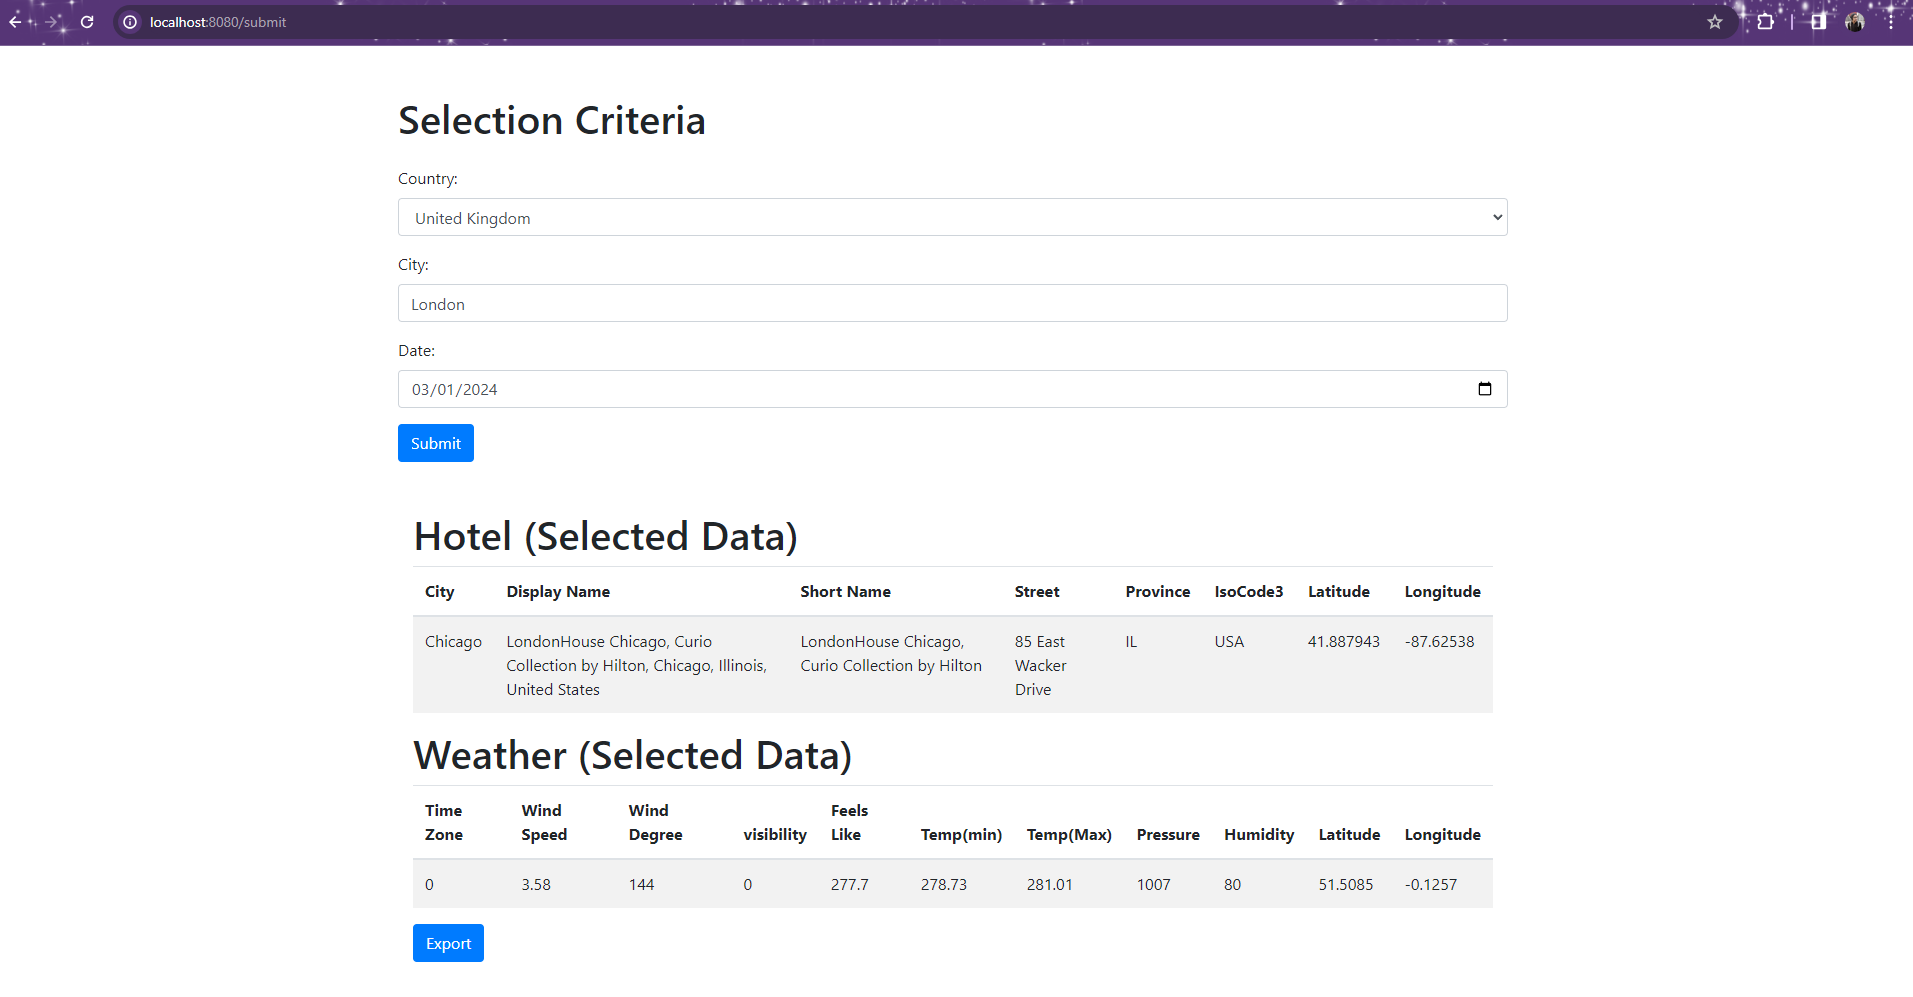 localhost:8080/submit
Selection Criteria
Country:
United Kingdom
City:
London
Date:
03/01/2024
Submit
Hotel (Selected Data)
City Display Name Short Name Street Province IsoCode3 Latitude Longitude
Chicago LondonHouse Chicago, Curio LondonHouse Chicago, 85 East IL USA 41.887943 -87.62538
Collection by Hilton, Chicago, Illinois, Curio Collection by Hilton Wacker
United States Drive
Weather (Selected Data)
Time Wind Wind Feels
Zone Speed Degree visibility Like Temp(min) Temp(Max) Pressure Humidity Latitude Longitude
0 3.58 144 0 277.7 278.73 281.01 1007 80 51.5085 -0.1257
Export